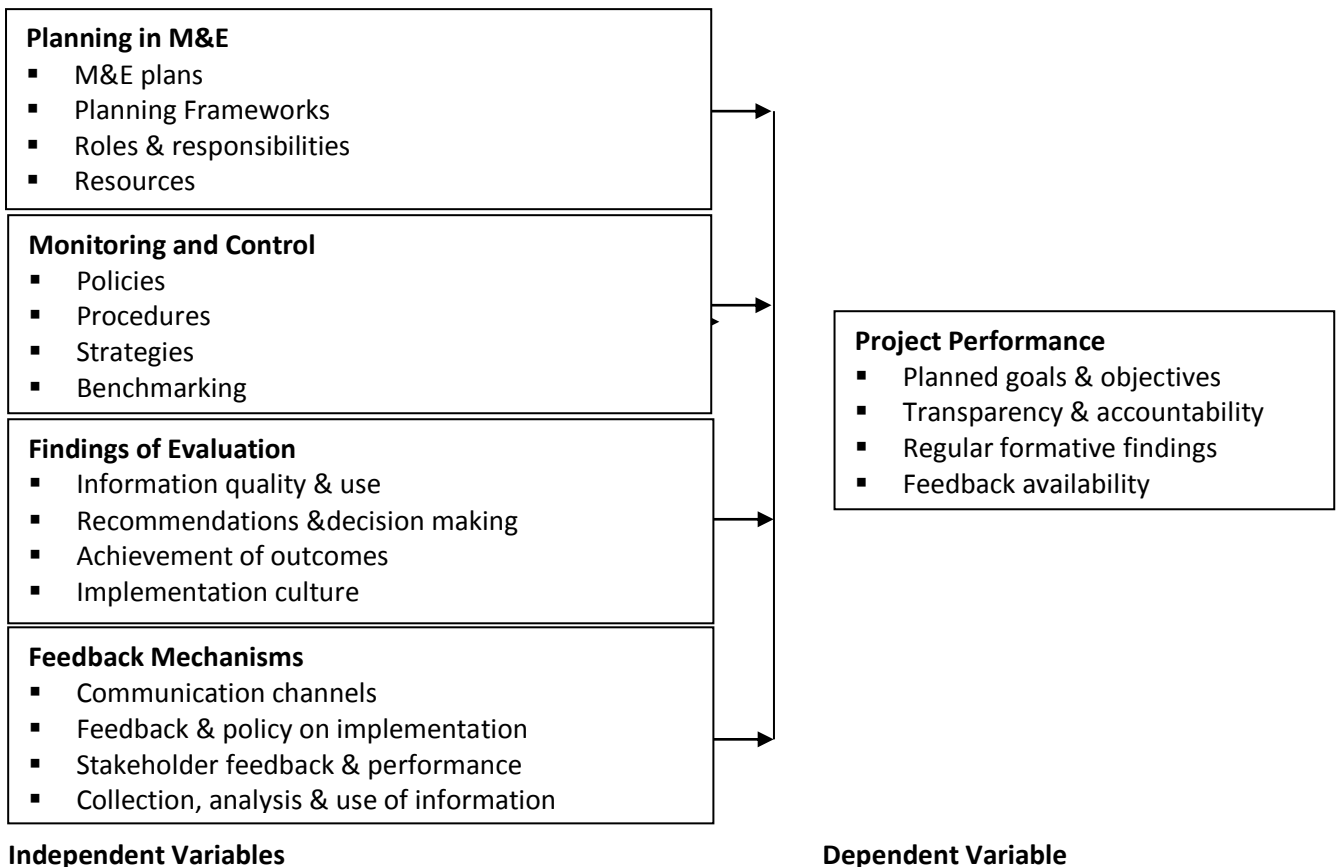 Planning in M&E
▪ M&E plans
▪ Planning Frameworks
▪ Roles & responsibilities
▪ Resources
Monitoring and Control
▪ Policies
▪ Procedures
▪ Strategies
▪ Benchmarking
Findings of Evaluation
▪ Information quality & use
▪ Recommendations &decision making
▪ Achievement of outcomes
▪ Implementation culture
Feedback Mechanisms
▪ Communication channels
▪ Feedback & policy on implementation
▪ Stakeholder feedback & performance
▪ Collection, analysis & use of information
Independent Variables
Project Performance
▪ Planned goals & objectives
▪ Transparency & accountability
▪ Regular formative findings
▪ Feedback availability
Dependent Variable